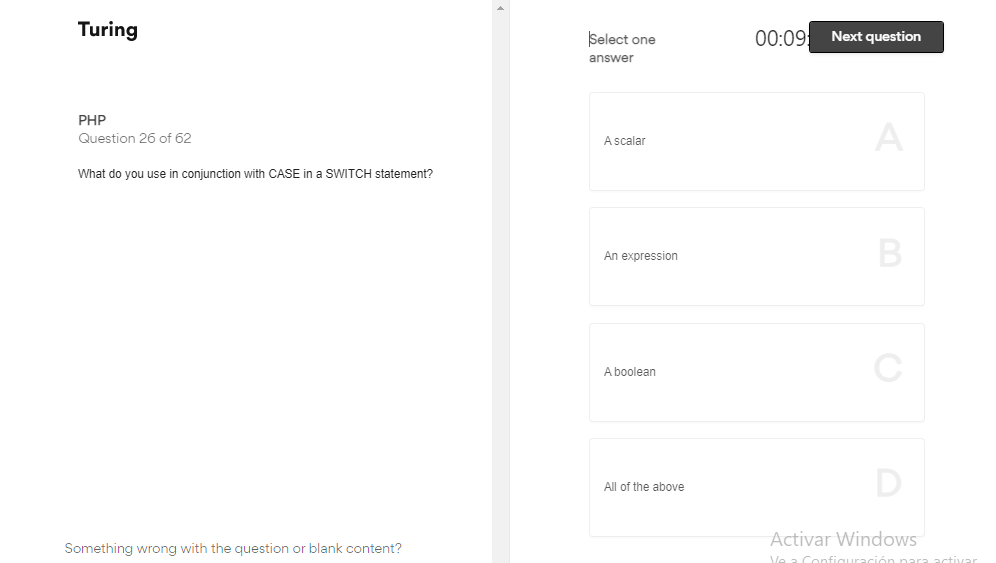 Turing
PHP
Question 26 of 62
What do you use in conjunction with CASE in a SWITCH statement?
Something wrong with the question or blank content?
Select one
answer
00:09:
Next question
A scalar
A
An expression
B
A boolean
C
All of the above
D
Activar Windows
Ve a Configuración para activar